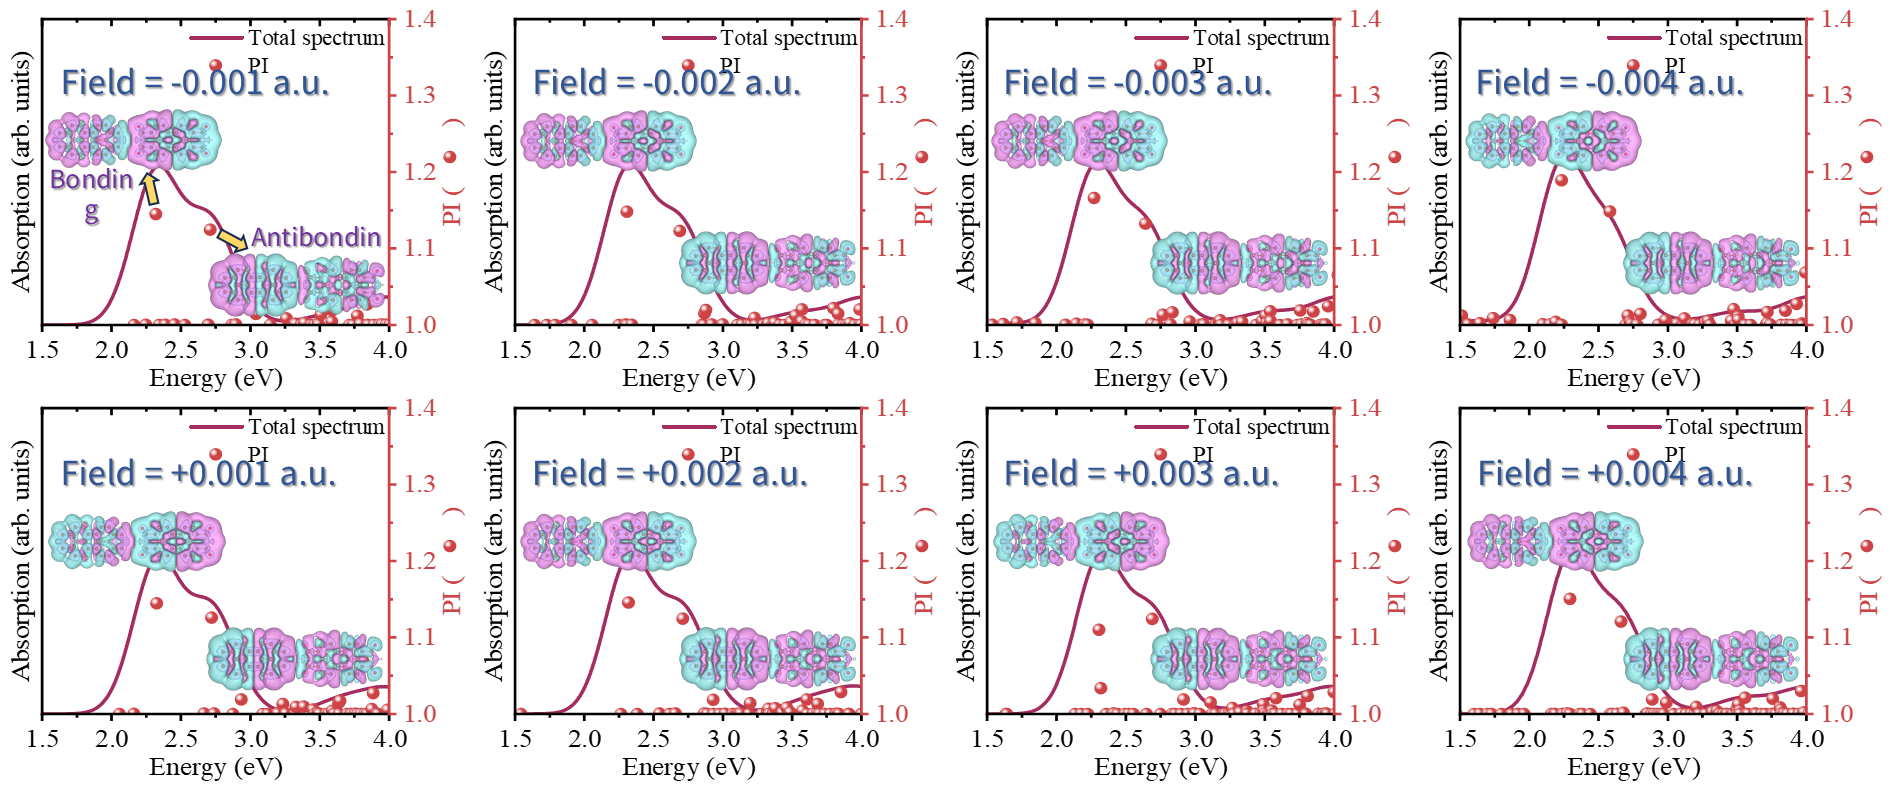 Total spectrum
PI
Field = -0.001 a.u.
Bondin
g
Antibondin
Absorption (arb. units)
1.5 2.0 2.5 3.0 3.5 4.0
Energy (eV)
1.4
1.3
1.2
1.1
1.0
PI ( )
Total spectrum
PI
Field = -0.002 a.u.
Absorption (arb. units)
1.5 2.0 2.5 3.0 3.5 4.0
Energy (eV)
1.4
1.3
1.2
1.1
1.0
PI ( )
Total spectrum
PI
Field = -0.003 a.u.
Absorption (arb. units)
1.5 2.0 2.5 3.0 3.5 4.0
Energy (eV)
1.4
1.3
1.2
1.1
1.0
PI ( )
Total spectrum
PI
Field = -0.004 a.u.
Absorption (arb. units)
1.5 2.0 2.5 3.0 3.5 4.0
Energy (eV)
1.4
1.3
1.2
1.1
1.0
PI ( )
Total spectrum
PI
Field = +0.001 a.u.
Absorption (arb. units)
1.5 2.0 2.5 3.0 3.5 4.0
Energy (eV)
1.4
1.3
1.2
1.1
1.0
PI ( )
Total spectrum
PI
Field = +0.002 a.u.
Absorption (arb. units)
1.5 2.0 2.5 3.0 3.5 4.0
Energy (eV)
1.4
1.3
1.2
1.1
1.0
PI ( )
Total spectrum
PI
Field = +0.003 a.u.
Absorption (arb. units)
1.5 2.0 2.5 3.0 3.5 4.0
Energy (eV)
1.4
1.3
1.2
1.1
1.0
PI ( )
Total spectrum
PI
Field = +0.004 a.u.
Absorption (arb. units)
1.5 2.0 2.5 3.0 3.5 4.0
Energy (eV)
1.4
1.3
1.2
1.1
1.0
PI ( )